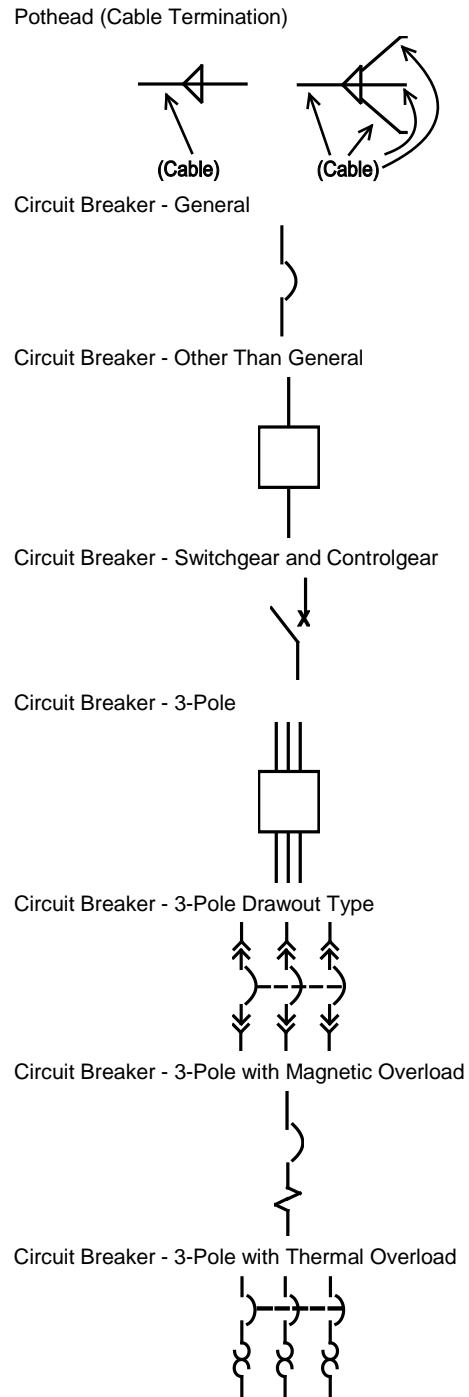 Pothead (Cable Termination)
(Cable) (Cable)
Circuit Breaker - General
Circuit Breaker - Other Than General
Circuit Breaker - Switchgear and Controlgear
Circuit Breaker - 3-Pole
Circuit Breaker - 3-Pole Drawout Type
Circuit Breaker - 3-Pole with Magnetic Overload
Circuit Breaker - 3-Pole with Thermal Overload